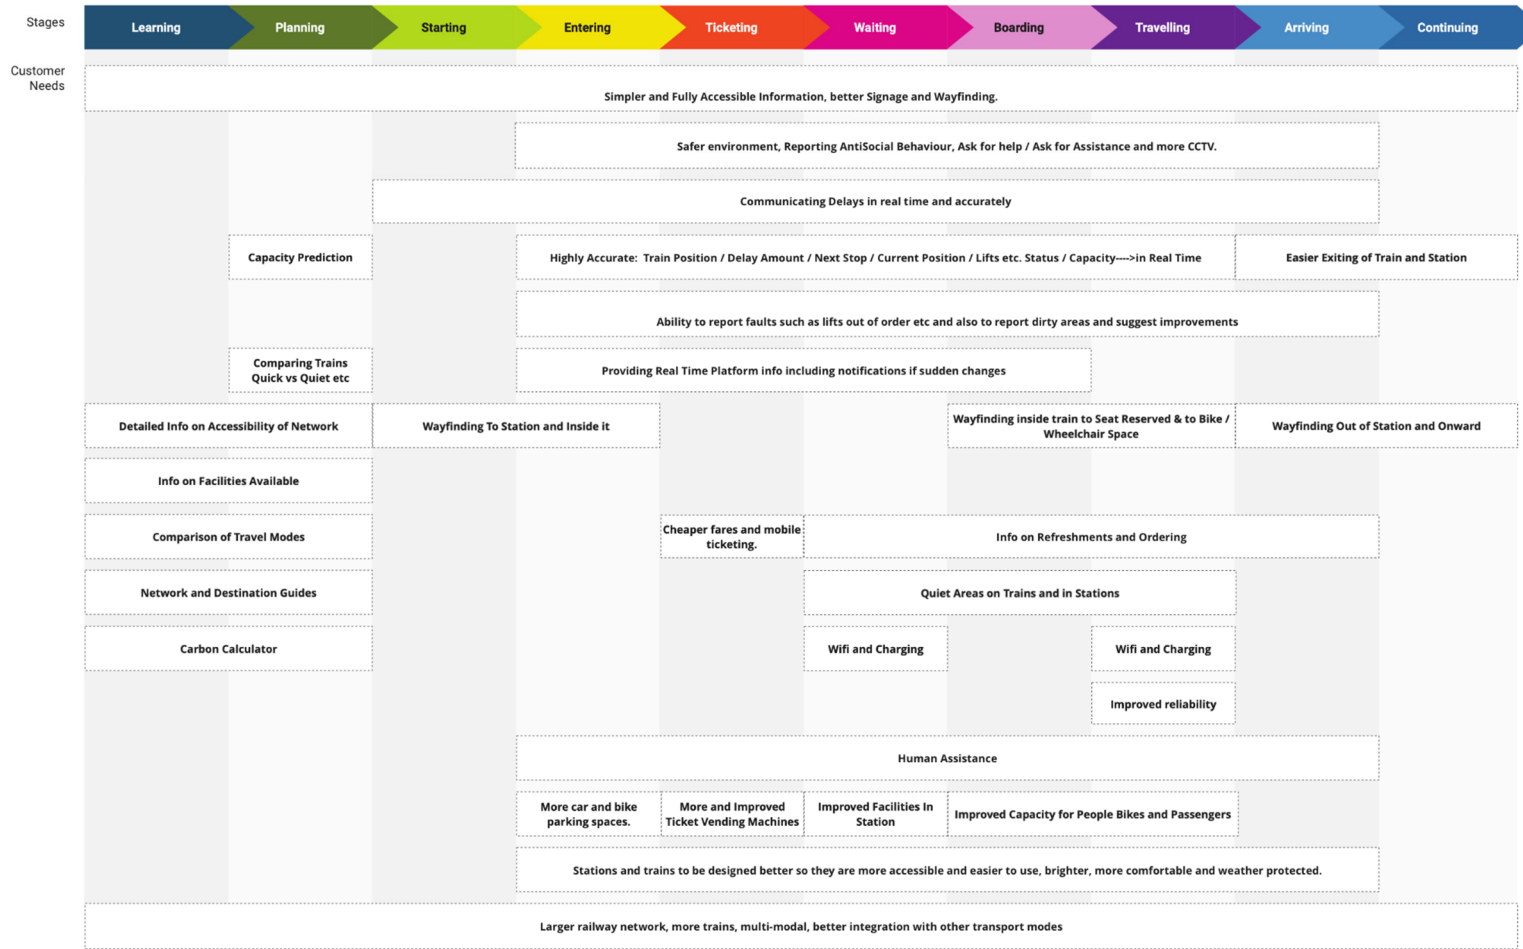 Stages
Learning
Planning
Starting
Entering
Ticketing
Waiting
Boarding
Travelling
Arriving
Continuing
Customer
Needs
Simpler and Fully Accessible Information, better Signage and Wayfinding.
Safer environment, Reporting AntiSocial Behaviour, Ask for help / Ask for Assistance and more CCTV.
Communicating Delays in real time and accurately
Capacity Prediction
Highly Accurate:  Train Position / Delay Amount / Next Stop / Current Position / Lifts etc. Status / Capacity---->in Real Time
Easier Exiting of Train and Station
Ability to report faults such as lifts out of order etc and also to report dirty areas and suggest improvements
Comparing Trains
Quick vs Quiet etc
Providing Real Time Platform info including notifications if sudden changes
Detailed Info on Accessibility of Network
Wayfinding To Station and Inside it
Wayfinding inside train to Seat Reserved & to Bike /
Wheelchair Space
Wayfinding Out of Station and Onward
Info on Facilities Available
Comparison of Travel Modes
Cheaper fares and mobile
ticketing.
Info on Refreshments and Ordering
Network and Destination Guides
Quiet Areas on Trains and in Stations
Carbon Calculator
Wifi and Charging
Wifi and Charging
Improved reliability
Human Assistance
More car and bike
parking spaces.
More and Improved
Ticket Vending Machines
Improved Facilities In
Station
Improved Capacity for People Bikes and Passengers
Stations and trains to be designed better so they are more accessible and easier to use, brighter, more comfortable and weather protected.
Larger railway network, more trains, multi-modal, better integration with other transport modes